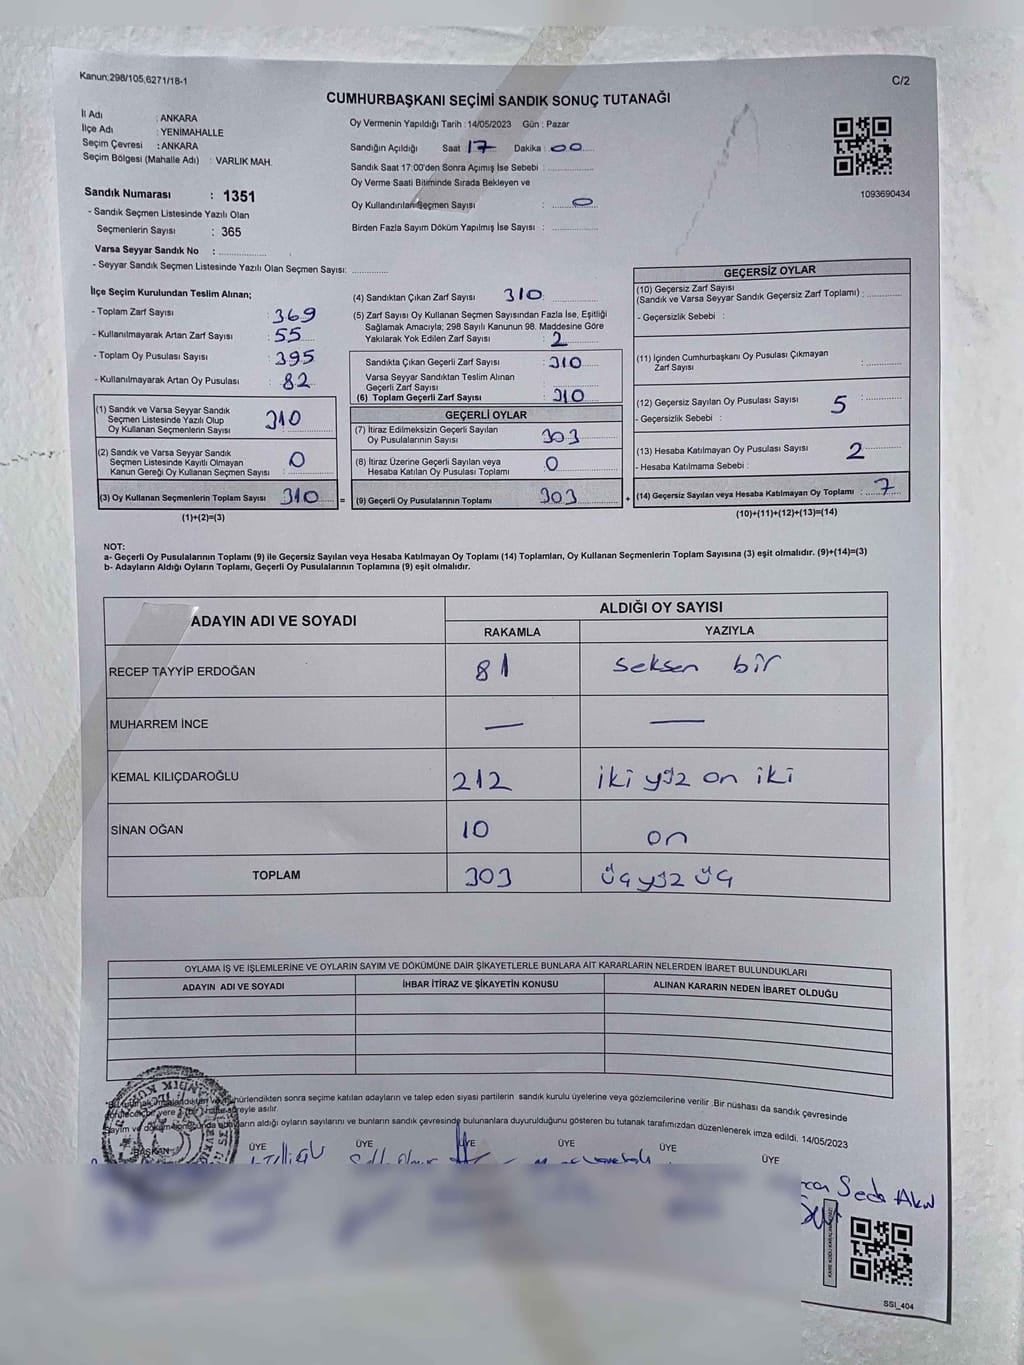 Kanun;298/105,6271/18-1
C/2
CUMHURBAŞKANI SEÇİMİ SANDIK SONUÇ TUTANAĞI
İl Adı : ANKARA
İlçe Adı : YENİMAHALLE
Seçim Çevresi : ANKARA
Seçim Bölgesi (Mahalle Adı) : VARLIK MAH.
Oy Vermenin Yapıldığı Tarih : 14/05/2023 Gün : Pazar
Sandığın Açıldığı Saat 17 Dakika : 00
Sandık Saat 17:00'den Sonra Açımış İse Sebebi :
Oy Verme Saati Bitiminde Sırada Bekleyen ve
Oy Kullandırılan Seçmen Sayısı : 0
Birden Fazla Sayım Döküm Yapılmış İse Sayısı :
1093690434
Sandık Numarası : 1351
- Sandık Seçmen Listesinde Yazılı Olan
Seçmenlerin Sayısı : 365
Varsa Seyyar Sandık No :
- Seyyar Sandık Seçmen Listesinde Yazılı Olan Seçmen Sayısı:
İlçe Seçim Kurulundan Teslim Alınan;
- Toplam Zarf Sayısı : 369
- Kullanılmayarak Artan Zarf Sayısı : 55
- Toplam Oy Pusulası Sayısı : 395
- Kullanılmayarak Artan Oy Pusulası : 82
(1) Sandık ve Varsa Seyyar Sandık
Seçmen Listesinde Yazılı Olup
Oy Kullanan Seçmenlerin Sayısı : 310
(2) Sandık ve Varsa Seyyar Sandık
Seçmen Listesinde Kayıtlı Olmayan
Kanun Gereği Oy Kullanan Seçmen Sayısı : 0
(3) Oy Kullanan Seçmenlerin Toplam Sayısı : 310 =
(1)+(2)=(3)
(4) Sandıktan Çıkan Zarf Sayısı 310
(5) Zarf Sayısı Oy Kullanan Seçmen Sayısından Fazla İse, Eşitliği
Sağlamak Amacıyla; 298 Sayılı Kanunun 98. Maddesine Göre
Yakılarak Yok Edilen Zarf Sayısı : 2
Sandıkta Çıkan Geçerli Zarf Sayısı : 310
Varsa Seyyar Sandıktan Teslim Alınan
Geçerli Zarf Sayısı :
(6) Toplam Geçerli Zarf Sayısı : 310
GEÇERLİ OYLAR
(7) İtiraz Edilmeksizin Geçerli Sayılan
Oy Pusulalarının Sayısı : 303
(8) İtiraz Üzerine Geçerli Sayılan veya
Hesaba Katılan Oy Pusulası Toplamı : 0
(9) Geçerli Oy Pusulalarının Toplamı : 303 +
GEÇERSİZ OYLAR
(10) Geçersiz Zarf Sayısı
(Sandık ve Varsa Seyyar Sandık Geçersiz Zarf Toplamı) :
- Geçersizlik Sebebi :
(11) İçinden Cumhurbaşkanı Oy Pusulası Çıkmayan
Zarf Sayısı :
(12) Geçersiz Sayılan Oy Pusulası Sayısı : 5
- Geçersizlik Sebebi :
(13) Hesaba Katılmayan Oy Pusulası Sayısı : 2
- Hesaba Katılmama Sebebi :
(14) Geçersiz Sayılan veya Hesaba Katılmayan Oy Toplamı : 7
(10)+(11)+(12)+(13)=(14)
NOT:
a- Geçerli Oy Pusulalarının Toplamı (9) ile Geçersiz Sayılan veya Hesaba Katılmayan Oy Toplamı (14) Toplamları, Oy Kullanan Seçmenlerin Toplam Sayısına (3) eşit olmalıdır. (9)+(14)=(3)
b- Adayların Aldığı Oyların Toplamı, Geçerli Oy Pusulalarının Toplamına (9) eşit olmalıdır.
ADAYIN ADI VE SOYADI ALDIĞI OY SAYISI
RAKAMLA YAZIYLA
RECEP TAYYİP ERDOĞAN 81 seksen bir
MUHARREM İNCE — —
KEMAL KILIÇDAROĞLU 212 iki yüz on iki
SİNAN OĞAN 10 on
TOPLAM 303 üç yüz üç
OYLAMA İŞ VE İŞLEMLERİNE VE OYLARIN SAYIM VE DÖKÜMÜNE DAİR ŞİKAYETLERLE BUNLARA AİT KARARLARIN NELERDEN İBARET BULUNDUKLARI
ADAYIN ADI VE SOYADI İHBAR İTİRAZ VE ŞİKAYETİN KONUSU ALINAN KARARIN NEDEN İBARET OLDUĞU
sonra seçime katılan adayların ve talep eden siyasi partilerin sandık kurulu üyelerine veya gözlemcilerine verilir. Bir nüshası da sandık çevresinde
yere süreyle asılır.
Sayım ve aldığı oyların sayılarını ve bunların sandık çevresinde bulunanlara duyurulduğunu gösteren bu tutanak tarafımızdan düzenlenerek imza edildi. 14/05/2023
BAŞKAN ÜYE ÜYE ÜYE ÜYE ÜYE ÜYE
Seda
SSI_404